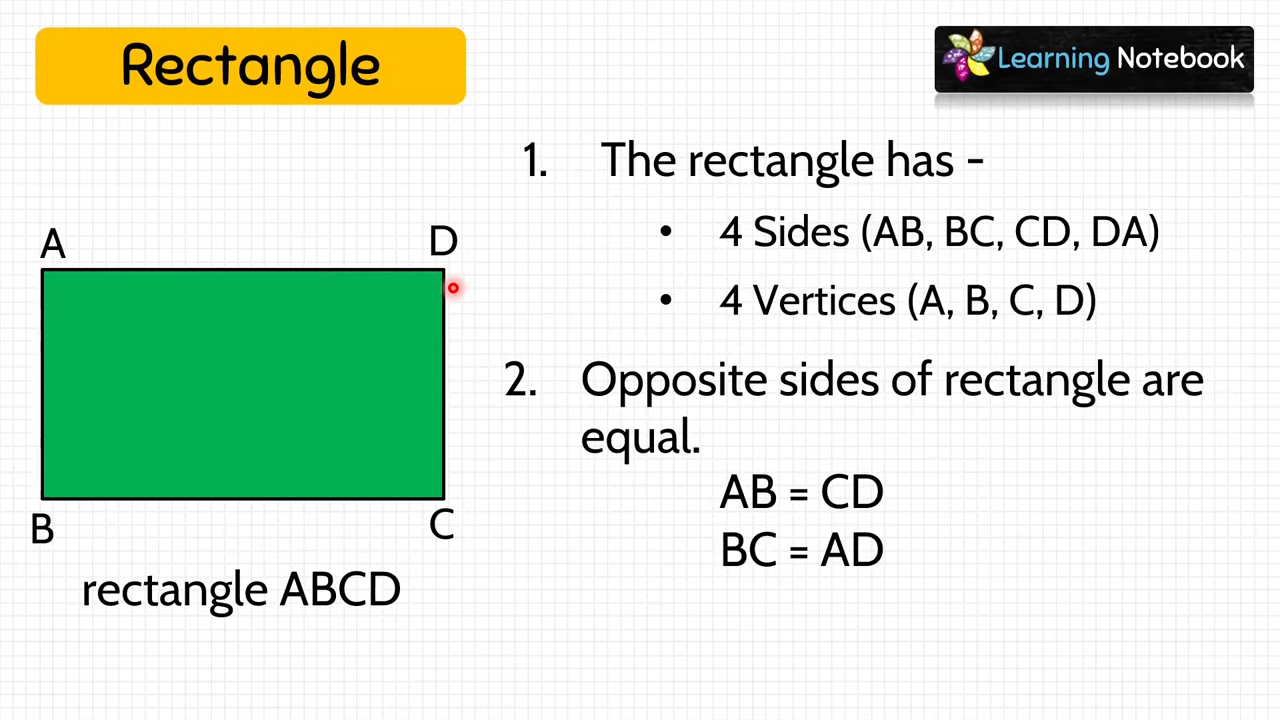 Rectangle
Learning Notebook
A
D
B
C
rectangle ABCD
1. The rectangle has -
• 4 Sides (AB, BC, CD, DA)
• 4 Vertices (A, B, C, D)
2. Opposite sides of rectangle are
equal.
AB = CD
BC = AD